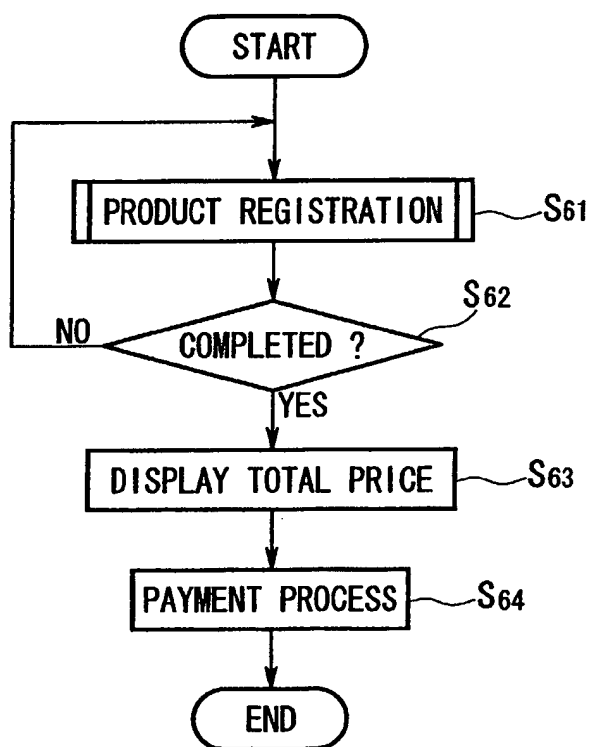 START
PRODUCT REGISTRATION
S61
S62
COMPLETED ?
NO
YES
DISPLAY TOTAL PRICE
S63
PAYMENT PROCESS
S64
END